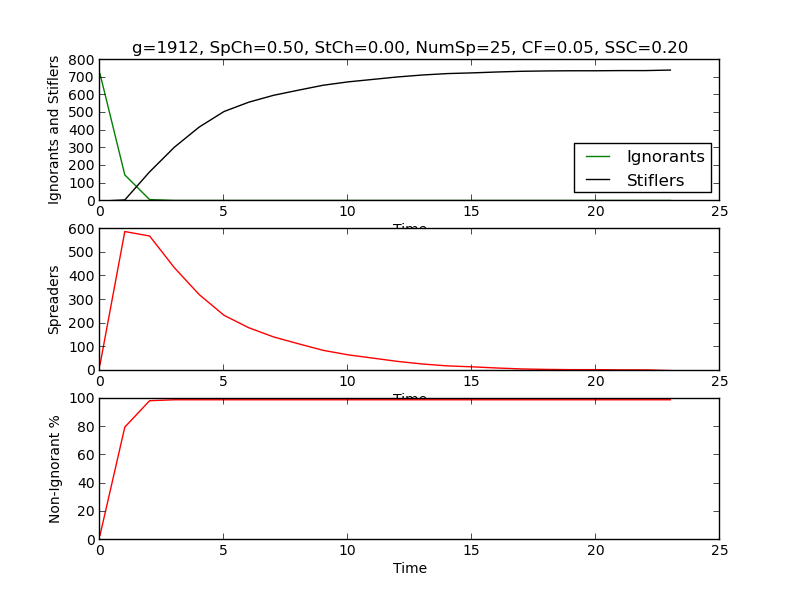 g=1912, SpCh=0.50, StCh=0.00, NumSp=25, CF=0.05, SSC=0.20
Ignorants and Stiflers
800
700
600
500
400
300
200
100
0
Ignorants
Stiflers
0 5 10 15 20 25
Time
Spreaders
600
500
400
300
200
100
0
0 5 10 15 20 25
Time
Non-Ignorant %
100
80
60
40
20
0
0 5 10 15 20 25
Time